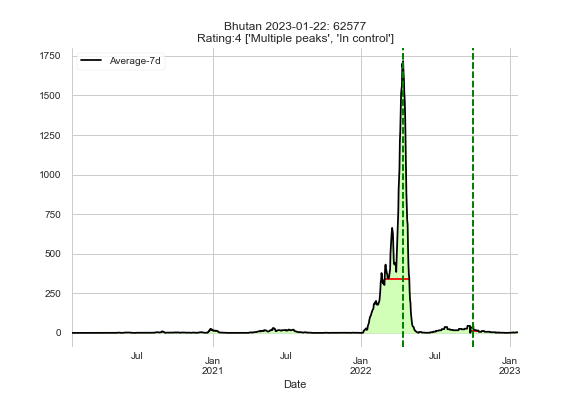 Bhutan 2023-01-22: 62577
Rating:4 ['Multiple peaks', 'In control']
Average-7d
1750
1500
1250
1000
750
500
250
0
Jul
Jan
2021
Jul
Jan
2022
Jul
Jan
2023
Date